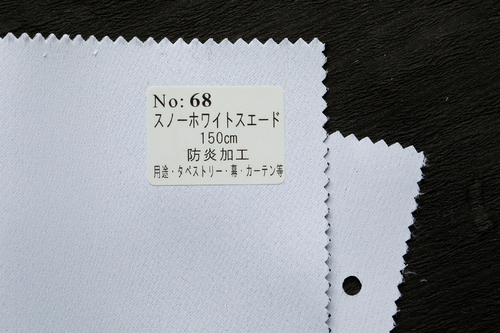 No: 68
スノーホワイトスエード
150cm
防炎加工
用途・タペストリー・幕・カーテン等